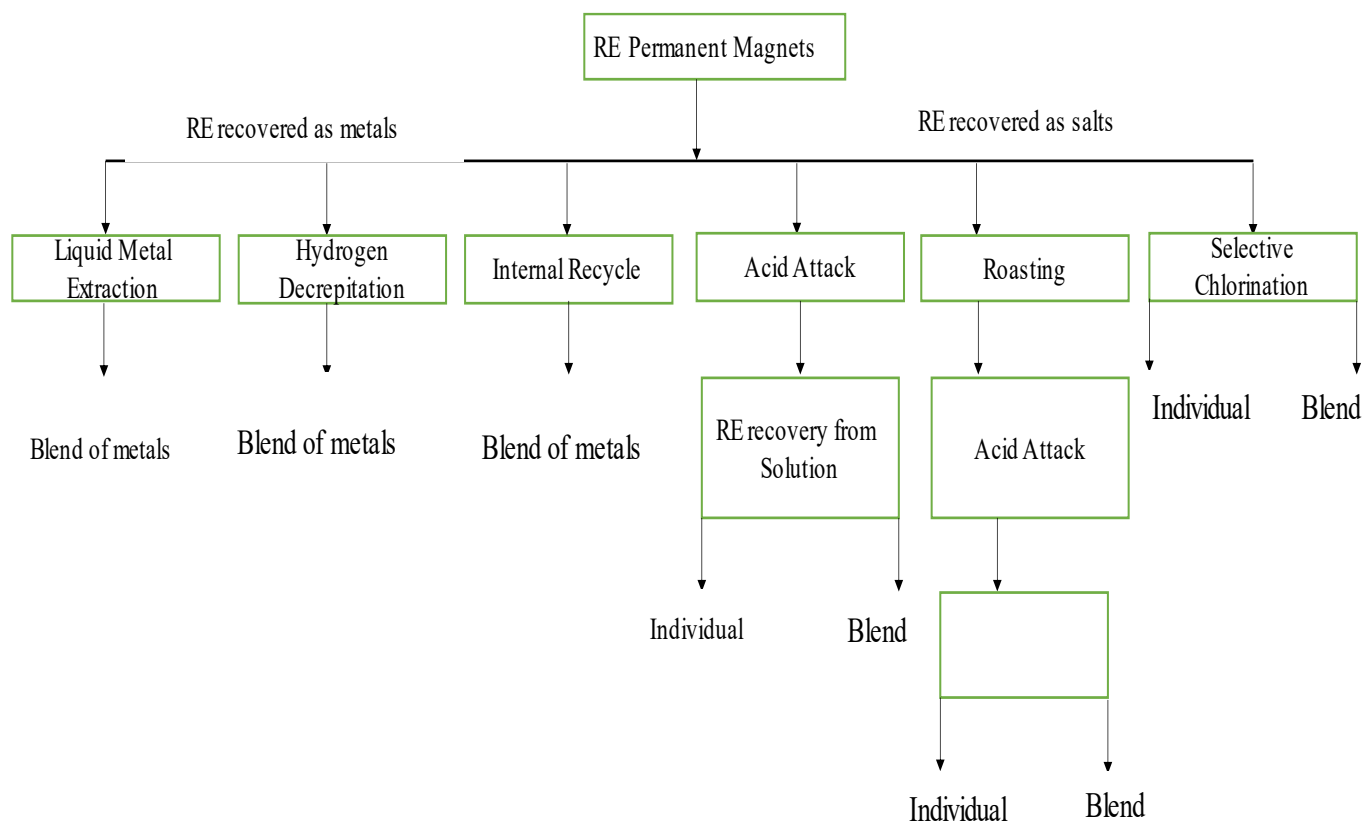 RE Permanent Magnets
RE recovered as metals
RE recovered as salts
Liquid Metal
Extraction
Hydrogen
Decrepitation
Internal Recycle
Acid Attack
Roasting
Selective
Chlorination
Blend of metals
Blend of metals
Blend of metals
RE recovery from
Solution
Acid Attack
Individual
Blend
Individual
Blend
Individual
Blend